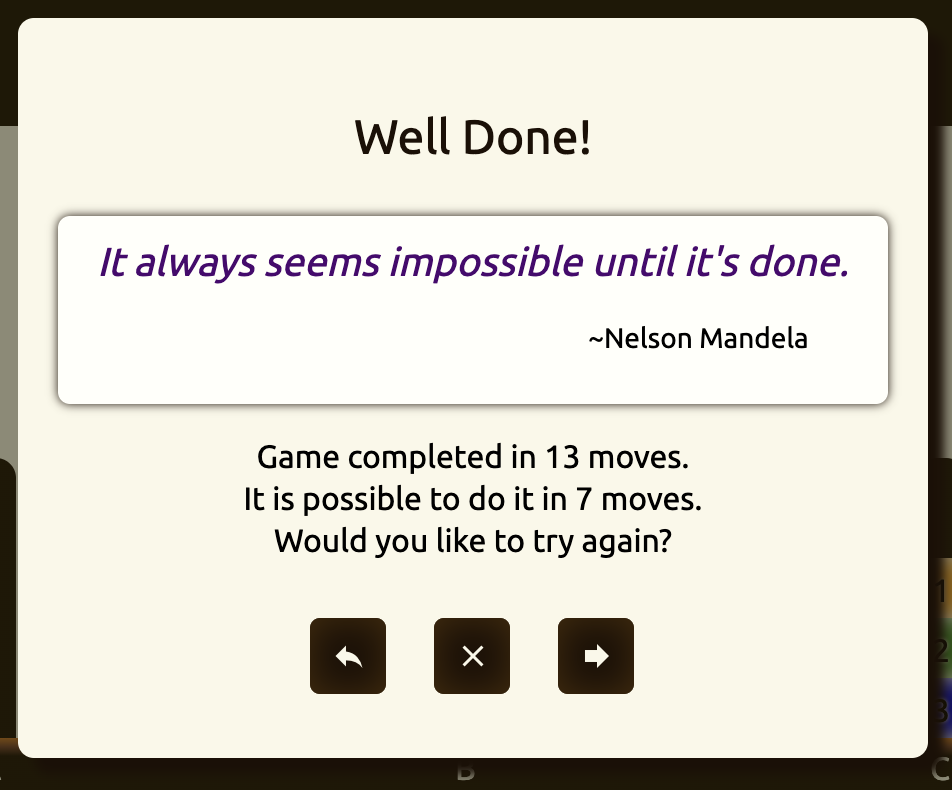 Well Done!
It always seems impossible until it's done.
~Nelson Mandela
Game completed in 13 moves.
It is possible to do it in 7 moves.
Would you like to try again?
1
2
3
B
C